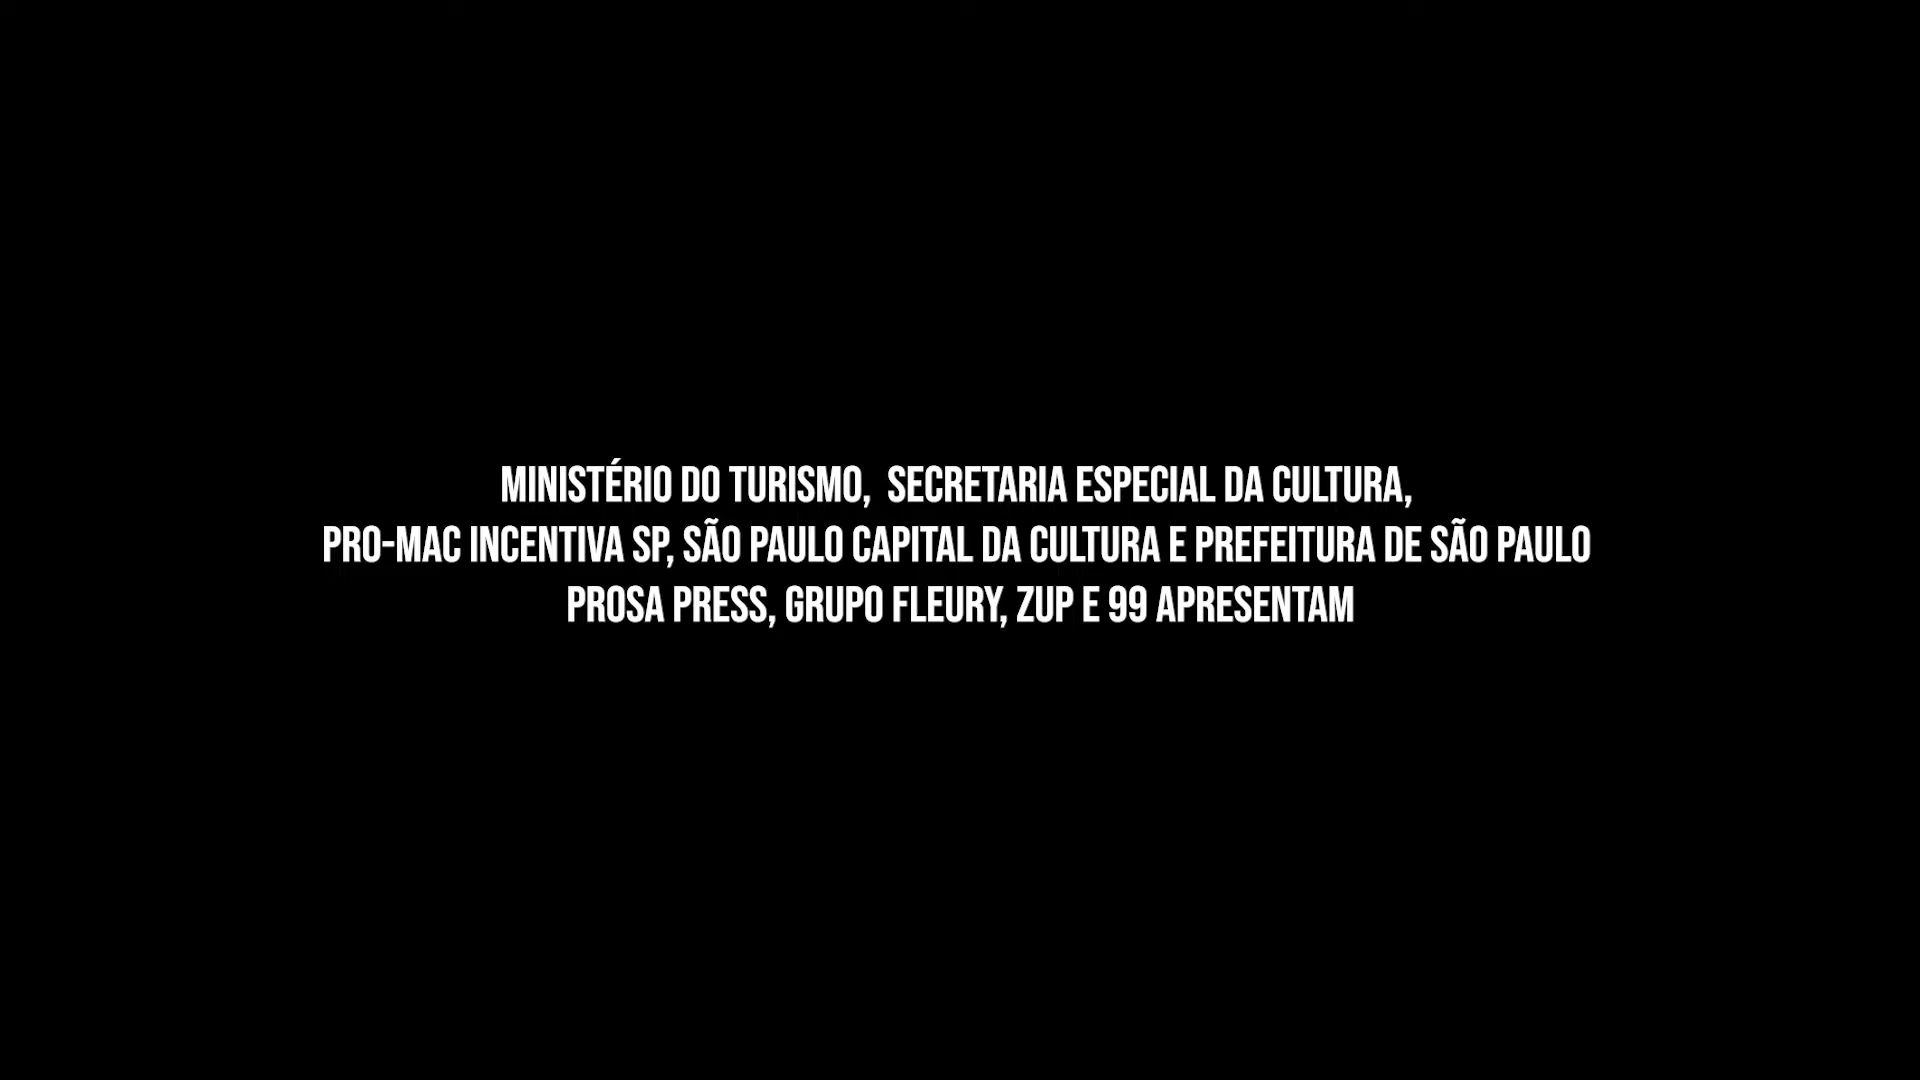 MINISTÉRIO DO TURISMO, SECRETARIA ESPECIAL DA CULTURA,
PRO-MAC INCENTIVA SP, SÃO PAULO CAPITAL DA CULTURA E PREFEITURA DE SÃO PAULO
PROSA PRESS, GRUPO FLEURY, ZUP E 99 APRESENTAM